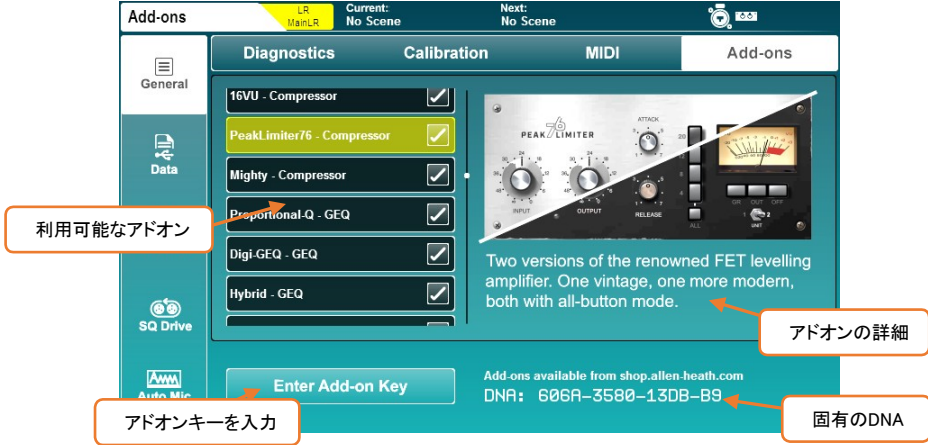 Add-ons
LR
MainLR
Current:
No Scene
Next:
No Scene
General
Data
SQ Drive
Auto Mic
Diagnostics
Calibration
MIDI
Add-ons
16VU - Compressor
PeakLimiter76 - Compressor
Mighty - Compressor
Proportional-Q - GEQ
Digi-GEQ - GEQ
Hybrid - GEQ
PEAK LIMITER
76
ATTACK
INPUT
OUTPUT
RELEASE
ALL
20
GR OUT OFF
1 2
UNIT
Two versions of the renowned FET levelling
amplifier. One vintage, one more modern,
both with all-button mode.
Enter Add-on Key
Add-ons available from shop.allen-heath.com
DNA: 606A-3580-13DB-B9
利用可能なアドオン
アドオンの詳細
アドオンキーを入力
固有のDNA